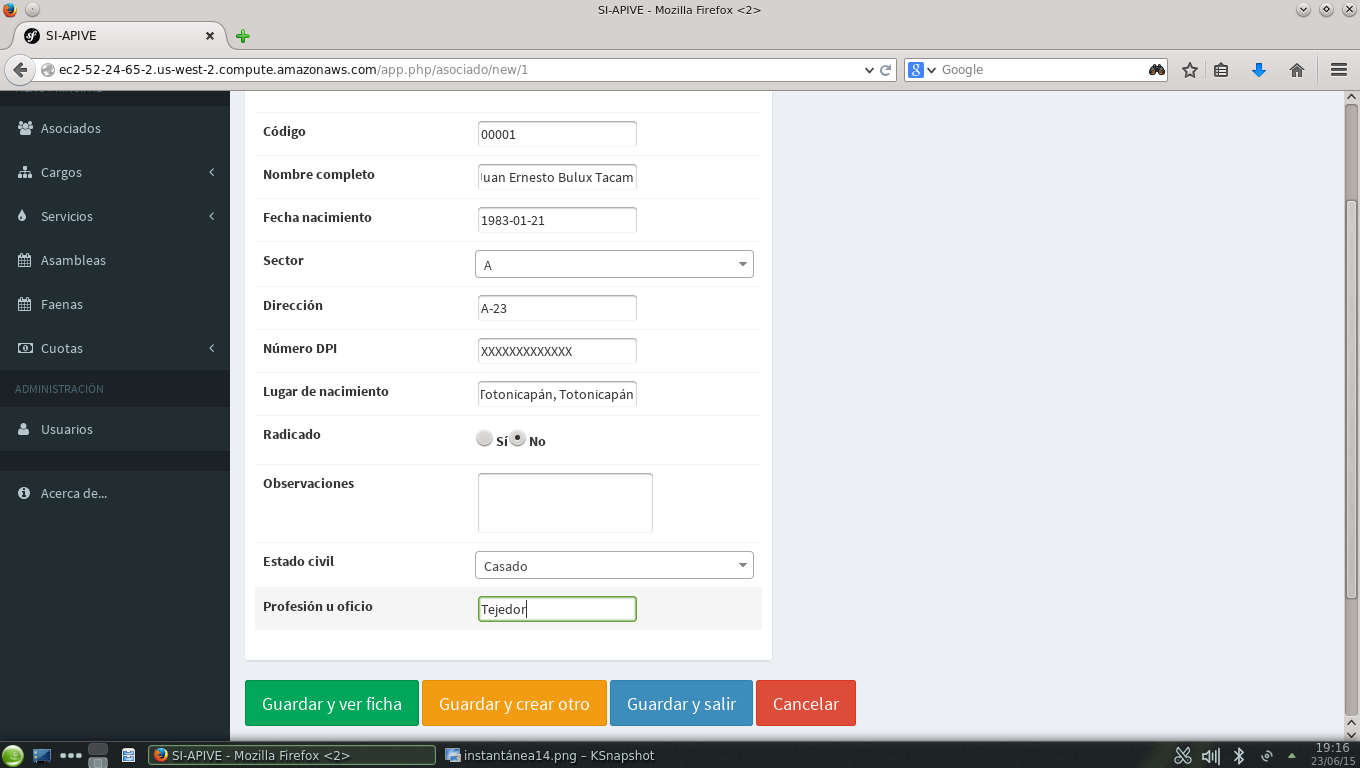 SI-APIVE - Mozilla Firefox <2>
SI-APIVE
ec2-52-24-65-2.us-west-2.compute.amazonaws.com/app.php/asociado/new/1
Google
Asociados
Cargos
Servicios
Asambleas
Faenas
Cuotas
ADMINISTRACIÓN
Usuarios
Acerca de...
Código 00001
Nombre completo uan Ernesto Bulux Tacam
Fecha nacimiento 1983-01-21
Sector A
Dirección A-23
Número DPI XXXXXXXXXXXXX
Lugar de nacimiento Totonicapán, Totonicapán
Radicado Sí No
Observaciones
Estado civil Casado
Profesión u oficio Tejedor
Guardar y ver ficha Guardar y crear otro Guardar y salir Cancelar
SI-APIVE - Mozilla Firefox <2> instantánea14.png – KSnapshot
19:16
23/06/15